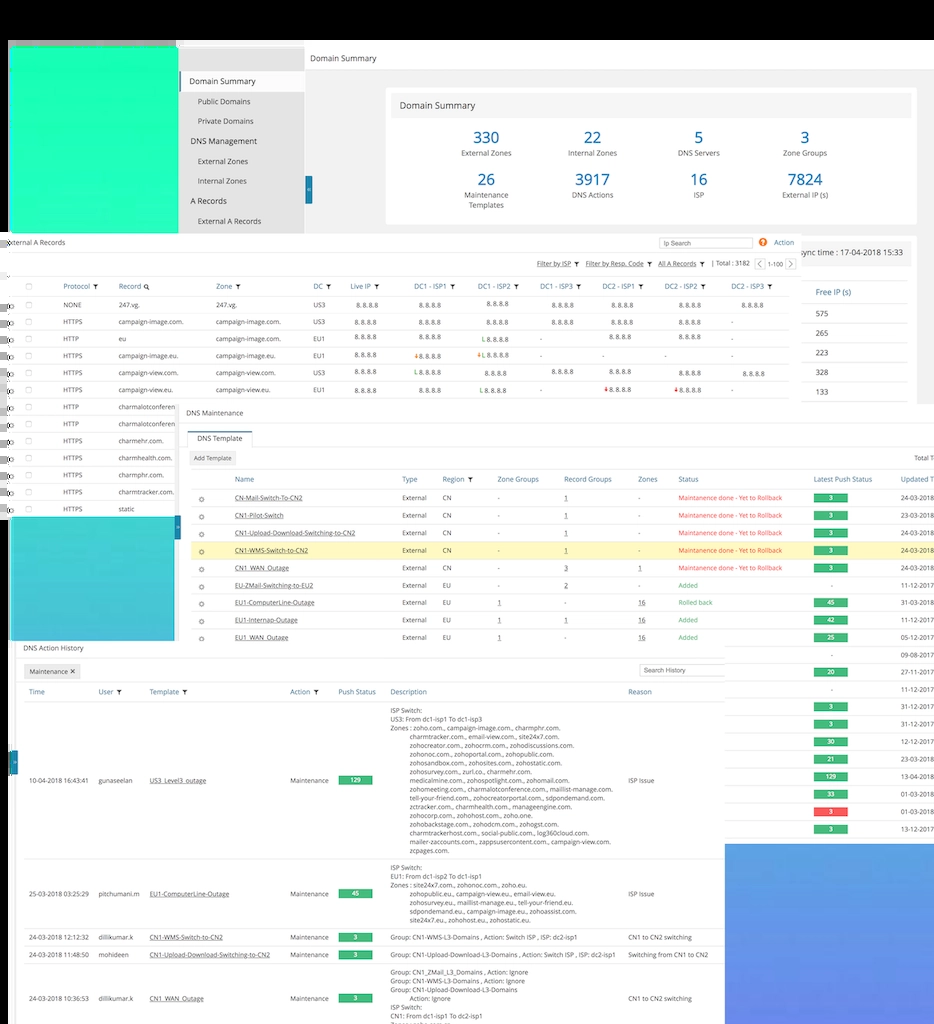 Domain Summary
Domain Summary
Public Domains
Private Domains
DNS Management
External Zones
Internal Zones
A Records
External A Records
Domain Summary
330 22 5 3
External Zones Internal Zones DNS Servers Zone Groups
26 3917 16 7824
Maintenance Templates DNS Actions ISP External IP (s)
sync time : 17-04-2018 15:33
Free IP (s)
575
265
223
328
133
External A Records Ip Search Action
Filter by ISP Filter by Resp. Code All A Records | Total : 3182 < 1-100 >
Protocol Record Zone DC Live IP DC1 - ISP1 DC1 - ISP2 DC1 - ISP3 DC2 - ISP1 DC2 - ISP2 DC2 - ISP3
NONE 247.vg. 247.vg. US3 8.8.8.8 8.8.8.8 8.8.8.8 8.8.8.8 8.8.8.8 8.8.8.8 8.8.8.8
HTTPS campaign-image.com. campaign-image.com. US3 8.8.8.8 8.8.8.8 8.8.8.8 8.8.8.8 8.8.8.8 8.8.8.8 -
HTTP eu campaign-image.com. EU1 8.8.8.8 8.8.8.8 L 8.8.8.8 - 8.8.8.8 8.8.8.8 -
HTTPS campaign-image.eu. campaign-image.eu. EU1 8.8.8.8 8.8.8.8 L 8.8.8.8 - - - -
HTTPS campaign-view.com. campaign-view.com. US3 8.8.8.8 L 8.8.8.8 8.8.8.8 8.8.8.8 8.8.8.8 8.8.8.8 8.8.8.8
HTTPS campaign-view.eu. campaign-view.eu. EU1 8.8.8.8 8.8.8.8 L 8.8.8.8 - 8.8.8.8 8.8.8.8 -
HTTP charmalotconferen
HTTP charmalotconferen
HTTPS charmehr.com.
HTTPS charmhealth.com.
HTTPS charmphr.com.
HTTPS charmtracker.com.
HTTPS static
DNS Maintenance
DNS Template
Add Template Total T
Name Type Region Zone Groups Record Groups Zones Status Latest Push Status Updated T
CN-Mail-Switch-To-CN2 External CN - 1 - Maintanence done - Yet to Rollback 3 24-03-2018
CN1-Pilot-Switch External CN - 1 - Maintanence done - Yet to Rollback 3 23-03-2018
CN1-Upload-Download-Switching-to-CN2 External CN - 1 - Maintanence done - Yet to Rollback 3 24-03-2018
CN1-WMS-Switch-to-CN2 External CN - 1 - Maintanence done - Yet to Rollback 3 24-03-2018
CN1_WAN_Outage External CN - 3 1 Maintanence done - Yet to Rollback 3 24-03-2018
EU-ZMail-Switching-to-EU2 External EU - 2 - Added - 11-12-2017
EU1-ComputerLine-Outage External EU 1 - 16 Rolled back 45 31-03-2018
EU1-Internap-Outage External EU 1 1 16 Added 42 11-12-2017
EU1_WAN_Outage External EU 1 - 16 Added 25 05-12-2017
- 09-08-2017
20 27-11-2017
- 11-12-2017
3 31-12-2017
3 31-12-2017
30 12-12-2017
21 23-03-2018
129 13-04-2018
33 01-03-2018
3 01-03-2018
3 13-12-2017
DNS Action History
Maintenance ✕ Search History
Time User Template Action Push Status Description Reason
ISP Switch:
US3: From dc1-isp1 To dc1-isp3
Zones : zoho.com., campaign-image.com., charmphr.com.
charmtracker.com., email-view.com., site24x7.com.
zohocreator.com., zohocrm.com., zohodiscussions.com.
zohonoc.com., zohoportal.com., zohopublic.com.
zohosandbox.com., zohosites.com., zohostatic.com.
zohosurvey.com., zurl.co., charmehr.com.
medicalmine.com., zohospotlight.com., zohomail.com.
10-04-2018 16:43:41 gunaseelan US3_Level3_outage Maintenance 129 zohomeeting.com., charmalotconference.com., maillist-manage.com. ISP Issue
tell-your-friend.com., zohocreatorportal.com., sdpondemand.com.
zctracker.com., charmhealth.com., manageengine.com.
zohocorp.com., zohohost.com., zoho.one.
zohobackstage.com., zohodcm.com., zohogst.com.
charmtrackerhost.com., social-public.com., log360cloud.com.
mailer-zaccounts.com., zappsusercontent.com., campaign-view.com.
zcpages.com.
ISP Switch:
EU1: From dc1-isp2 To dc1-isp1
Zones : site24x7.com., zohonoc.com., zoho.eu.
25-03-2018 03:25:29 pitchumani.m EU1-ComputerLine-Outage Maintenance 45 zohopublic.eu., campaign-view.eu., email-view.eu. ISP Issue
zohosurvey.eu., maillist-manage.eu., tell-your-friend.eu.
sdpondemand.eu., campaign-image.eu., zohoassist.com.
site24x7.eu., zohohost.eu., zohostatic.eu.
24-03-2018 12:12:32 dillikumar.k CN1-WMS-Switch-to-CN2 Maintenance 3 Group: CN1-WMS-L3-Domains , Action: Switch ISP , ISP: dc2-isp1 CN1 to CN2 switching
24-03-2018 11:48:50 mohideen CN1-Upload-Download-Switching-to-CN2 Maintenance 3 Group: CN1-Upload-Download-L3-Domains , Action: Switch ISP , ISP: dc2-isp1 Switching from CN1 to CN2
Group: CN1_ZMail_L3_Domains , Action: Ignore
Group: CN1-WMS-L3-Domains , Action: Ignore
Group: CN1-Upload-Download-L3-Domains
24-03-2018 10:36:53 dillikumar.k CN1_WAN_Outage Maintenance 3 Action: Ignore CN1 to CN2 switching
ISP Switch:
CN1: From dc1-isp1 To dc2-isp1